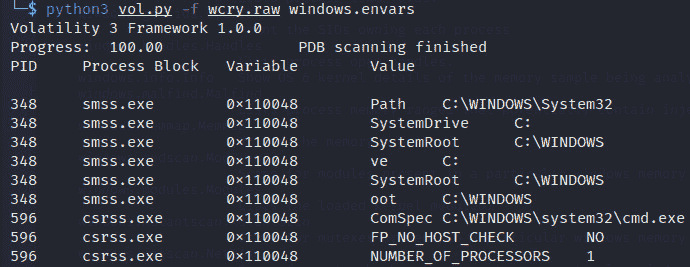 └─$ python3 vol.py -f wcry.raw windows.envars
Volatility 3 Framework 1.0.0
Progress: 100.00 PDB scanning finished
PID Process Block Variable Value
348 smss.exe 0×110048 Path C:\WINDOWS\System32
348 smss.exe 0×110048 SystemDrive C:
348 smss.exe 0×110048 SystemRoot C:\WINDOWS
348 smss.exe 0×110048 ve C:
348 smss.exe 0×110048 SystemRoot C:\WINDOWS
348 smss.exe 0×110048 oot C:\WINDOWS
596 csrss.exe 0×110048 ComSpec C:\WINDOWS\system32\cmd.exe
596 csrss.exe 0×110048 FP_NO_HOST_CHECK NO
596 csrss.exe 0×110048 NUMBER_OF_PROCESSORS 1